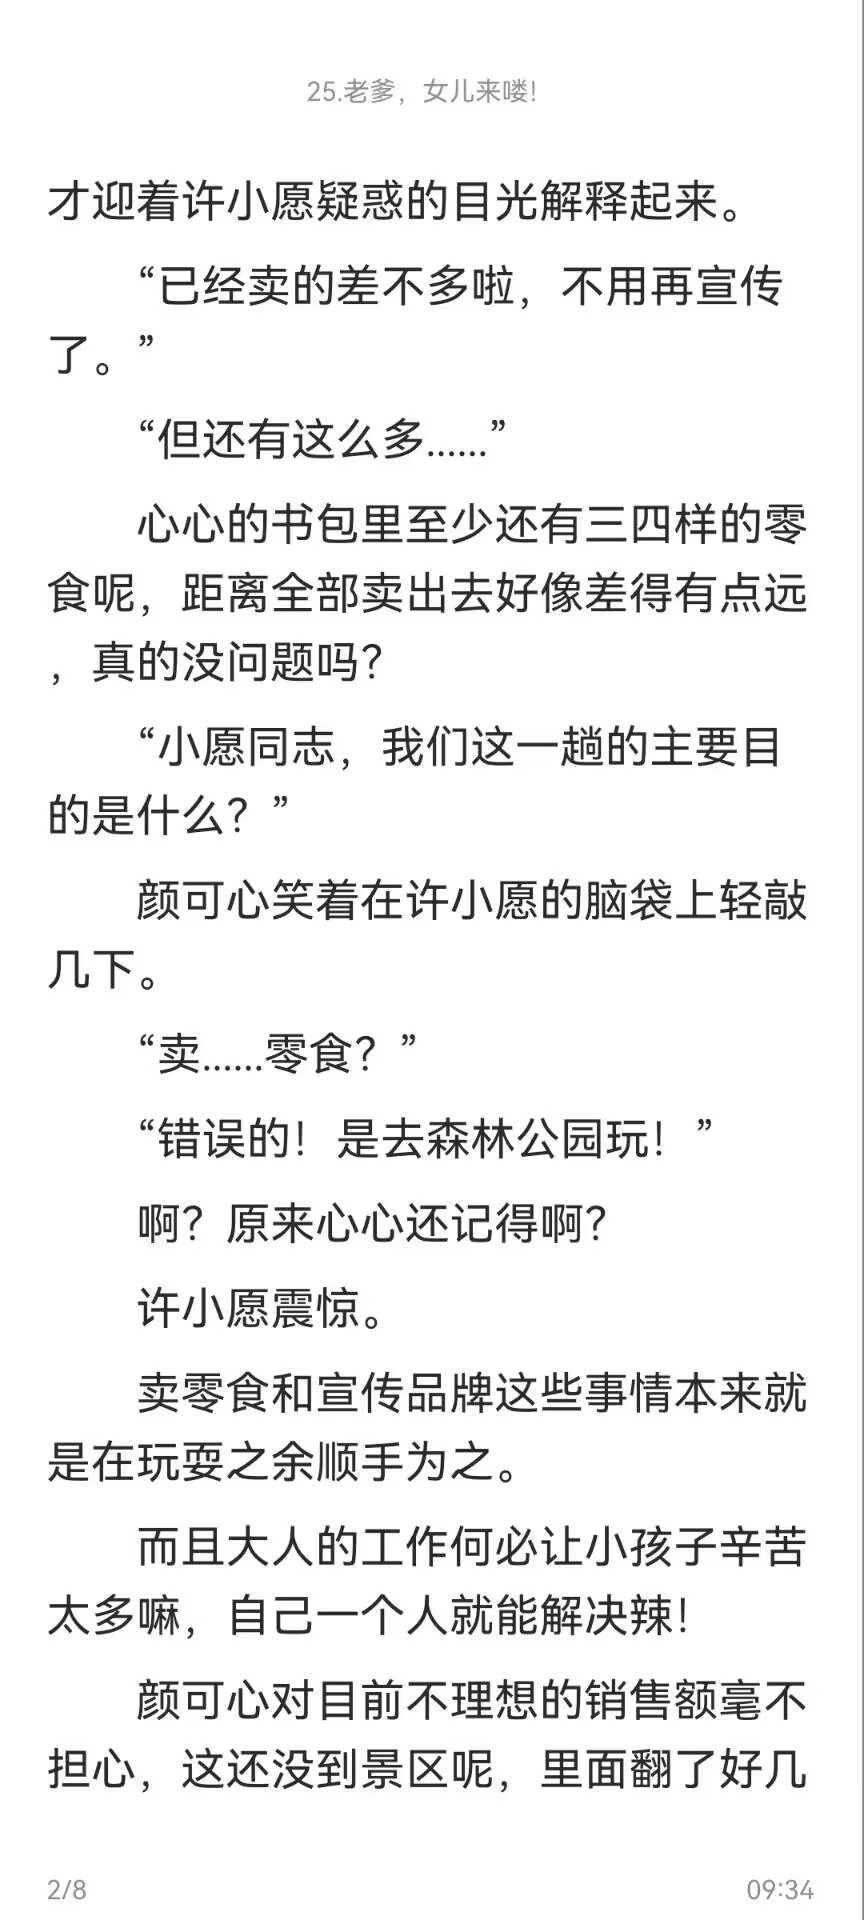 25.老爹，女儿来喽！
才迎着许小愿疑惑的目光解释起来。
“已经卖的差不多啦，不用再宣传
了。”
“但还有这么多......”
心心的书包里至少还有三四样的零
食呢，距离全部卖出去好像差得有点远
，真的没问题吗？
“小愿同志，我们这一趟的主要目
的是什么？”
颜可心笑着在许小愿的脑袋上轻敲
几下。
“卖......零食？”
“错误的！是去森林公园玩！”
啊？原来心心还记得啊？
许小愿震惊。
卖零食和宣传品牌这些事情本来就
是在玩耍之余顺手为之。
而且大人的工作何必让小孩子辛苦
太多嘛，自己一个人就能解决辣！
颜可心对目前不理想的销售额毫不
担心，这还没到景区呢，里面翻了好几
2/8
09:34